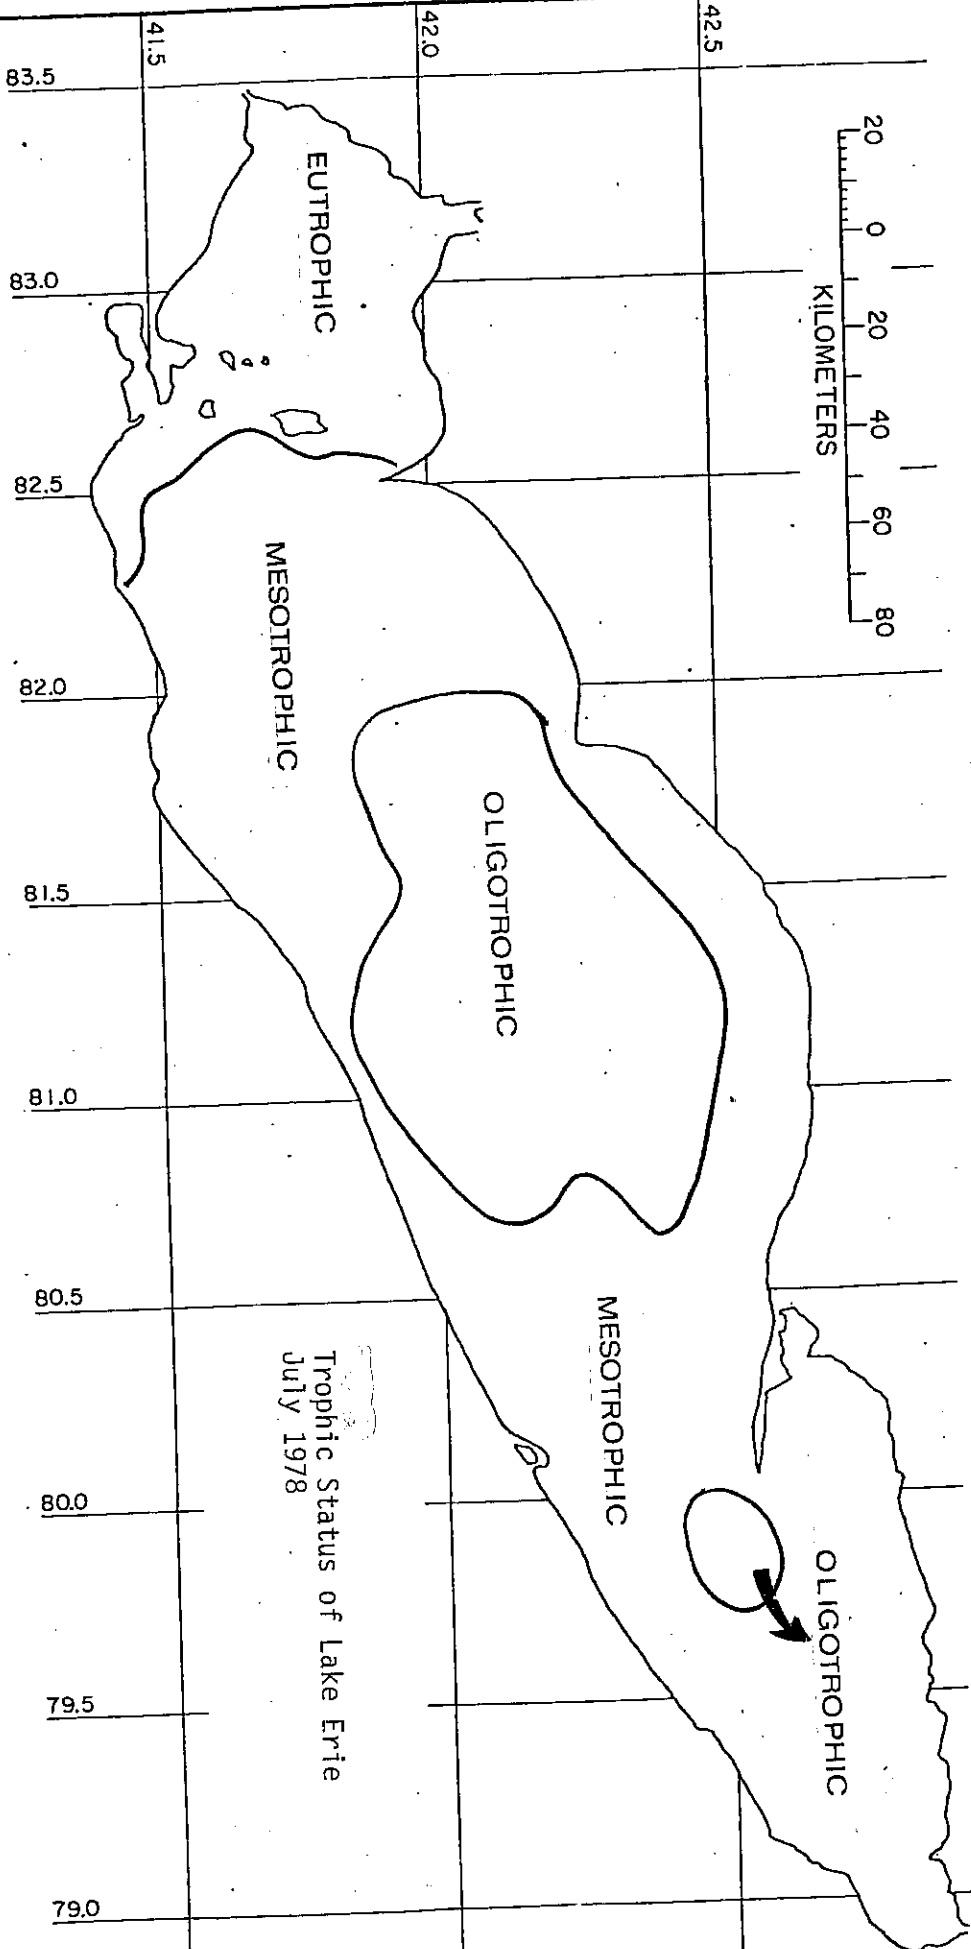 20 0 20 40 60 80
KILOMETERS
42.5
42.0
41.5
83.5
83.0
82.5
82.0
81.5
81.0
80.5
80.0
79.5
79.0
EUTROPHIC
MESOTROPHIC
OLIGOTROPHIC
MESOTROPHIC
OLIGOTROPHIC
Trophic Status of Lake Erie
July 1978